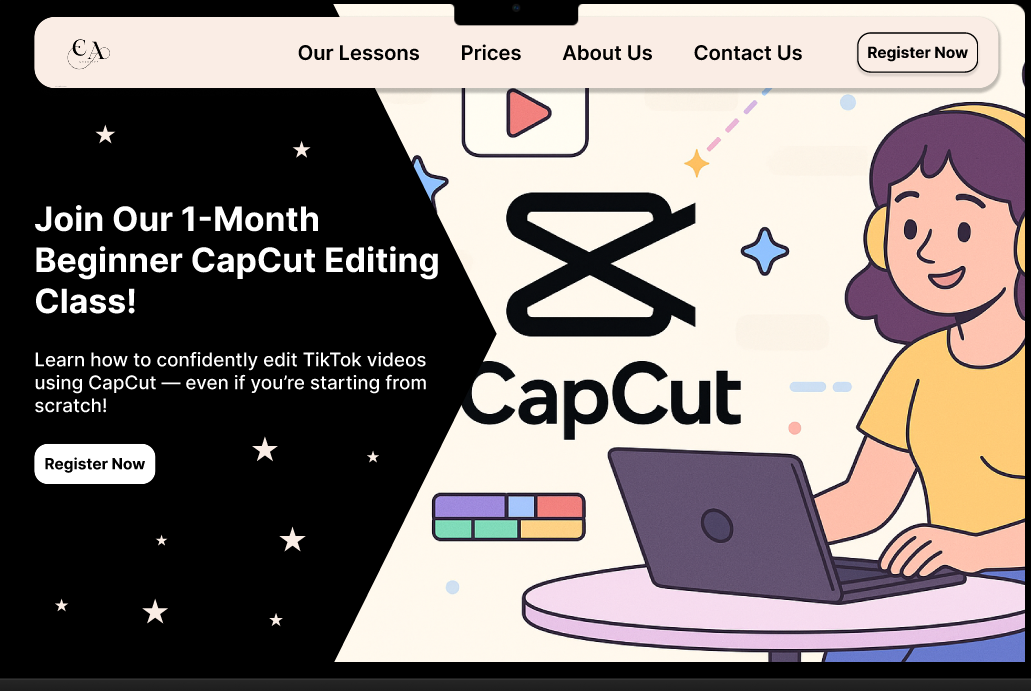 EA
Our Lessons
Prices
About Us
Contact Us
Register Now
Join Our 1-Month
Beginner CapCut Editing
Class!
Learn how to confidently edit TikTok videos
using CapCut — even if you’re starting from
scratch!
Register Now
CapCut